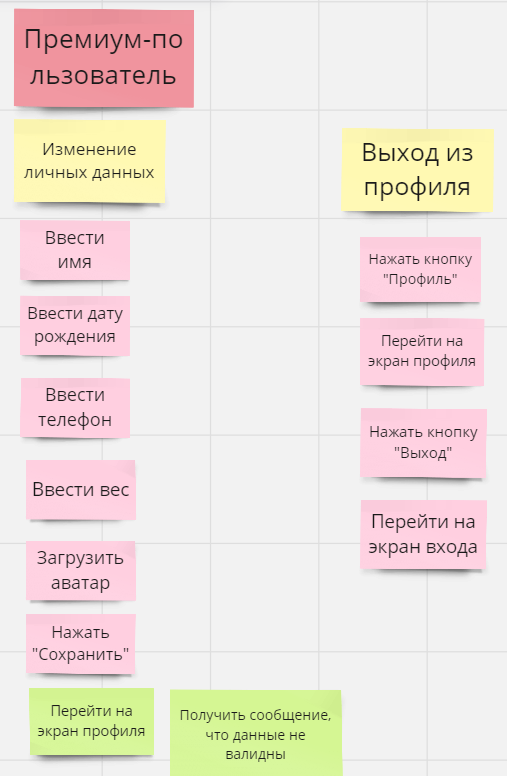 Премиум-по
льзователь
Изменение
личных данных
Ввести
имя
Ввести дату
рождения
Ввести
телефон
Ввести вес
Загрузить
аватар
Нажать
"Сохранить"
Перейти на
экран профиля
Получить сообщение,
что данные не
валидны
Выход из
профиля
Нажать кнопку
"Профиль"
Перейти на
экран профиля
Нажать кнопку
"Выход"
Перейти на
экран входа